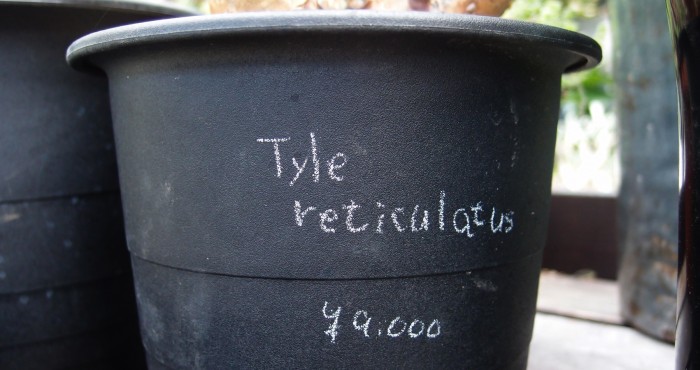 Tyle
reticulatus
¥9.000